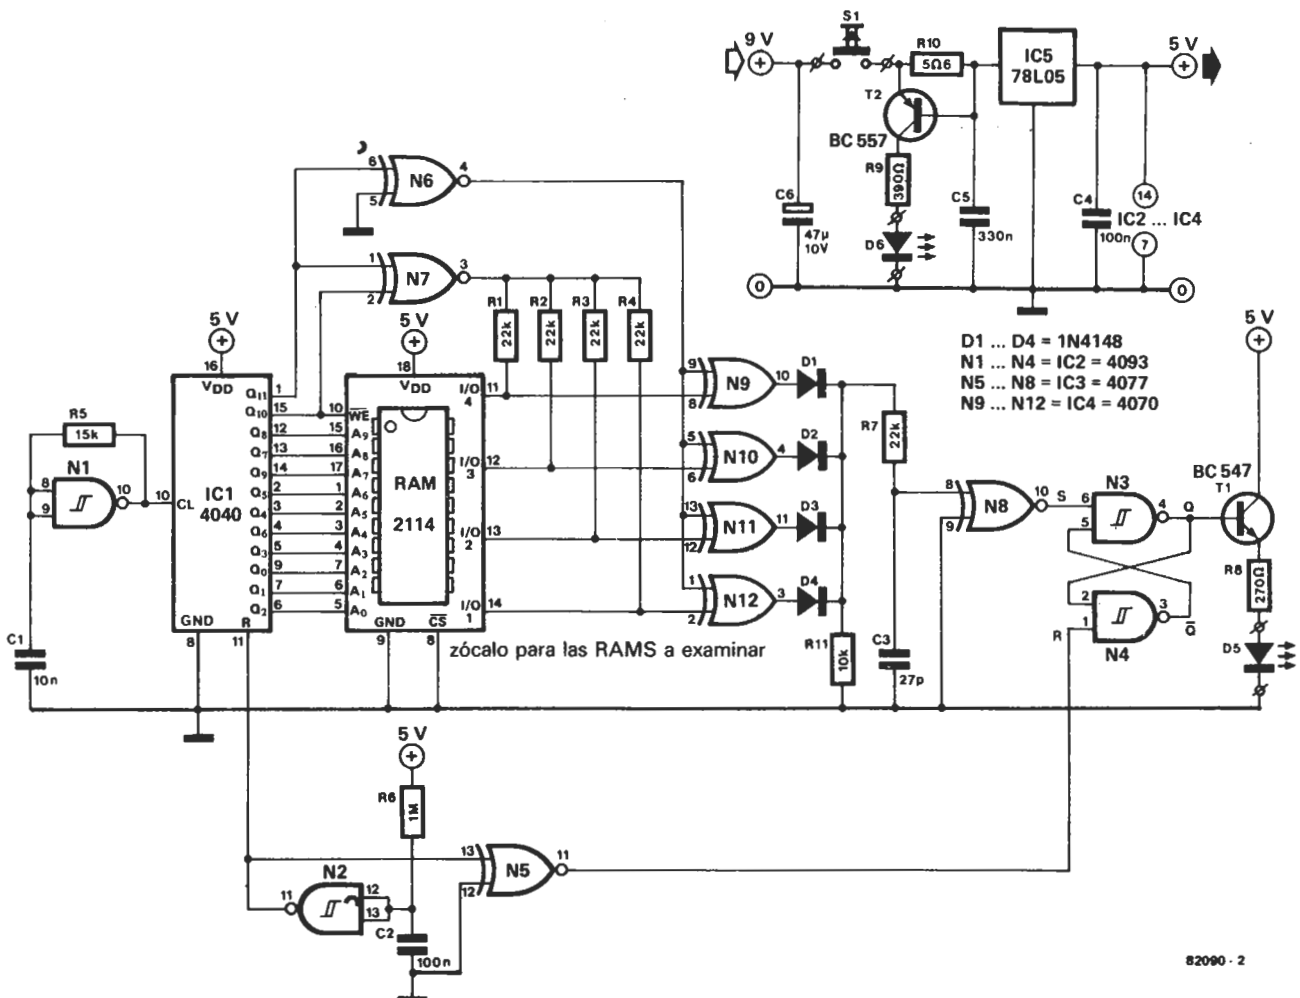 S1
9 V
R10
5Ω6
IC5
78L05
5 V
T2
BC 557
R9
390Ω
C6
47µ
10V
D6
C5
330n
C4
100n
14
IC2 ... IC4
7
0
0
6
5
N6
4
1
2
N7
3
R1
22k
R2
22k
R3
22k
R4
22k
D1 ... D4 = 1N4148
N1 ... N4 = IC2 = 4093
N5 ... N8 = IC3 = 4077
N9 ... N12 = IC4 = 4070
5 V
16
VDD
5 V
18
VDD
5 V
R5
15k
N1
8
9
10
10
CL
IC1
4040
Q11 1
Q10 15
Q8 12
Q7 13
Q9 14
Q5 2
Q4 3
Q6 4
Q3 5
Q0 9
Q1 7
Q2 6
GND
8
R
11
10 WE
15 A9
16 A8
17 A7
1 A6
2 A5
3 A4
4 A3
7 A2
6 A1
5 A0
RAM
2114
I/O 4 11
I/O 3 12
I/O 2 13
I/O 1 14
GND
9
CS
8
zócalo para las RAMS a examinar
9
8
N9
10
D1
5
6
N10
4
D2
13
12
N11
11
D3
1
2
N12
3
D4
R7
22k
R11
10k
C3
27p
8
9
N8
10
S
6
5
N3
4
Q
2
1
R
N4
3
Q̅
BC 547
T1
R8
270Ω
D5
C1
10n
5 V
R6
1M
N2
11
12
13
C2
100n
13
12
N5
11
82090 - 2